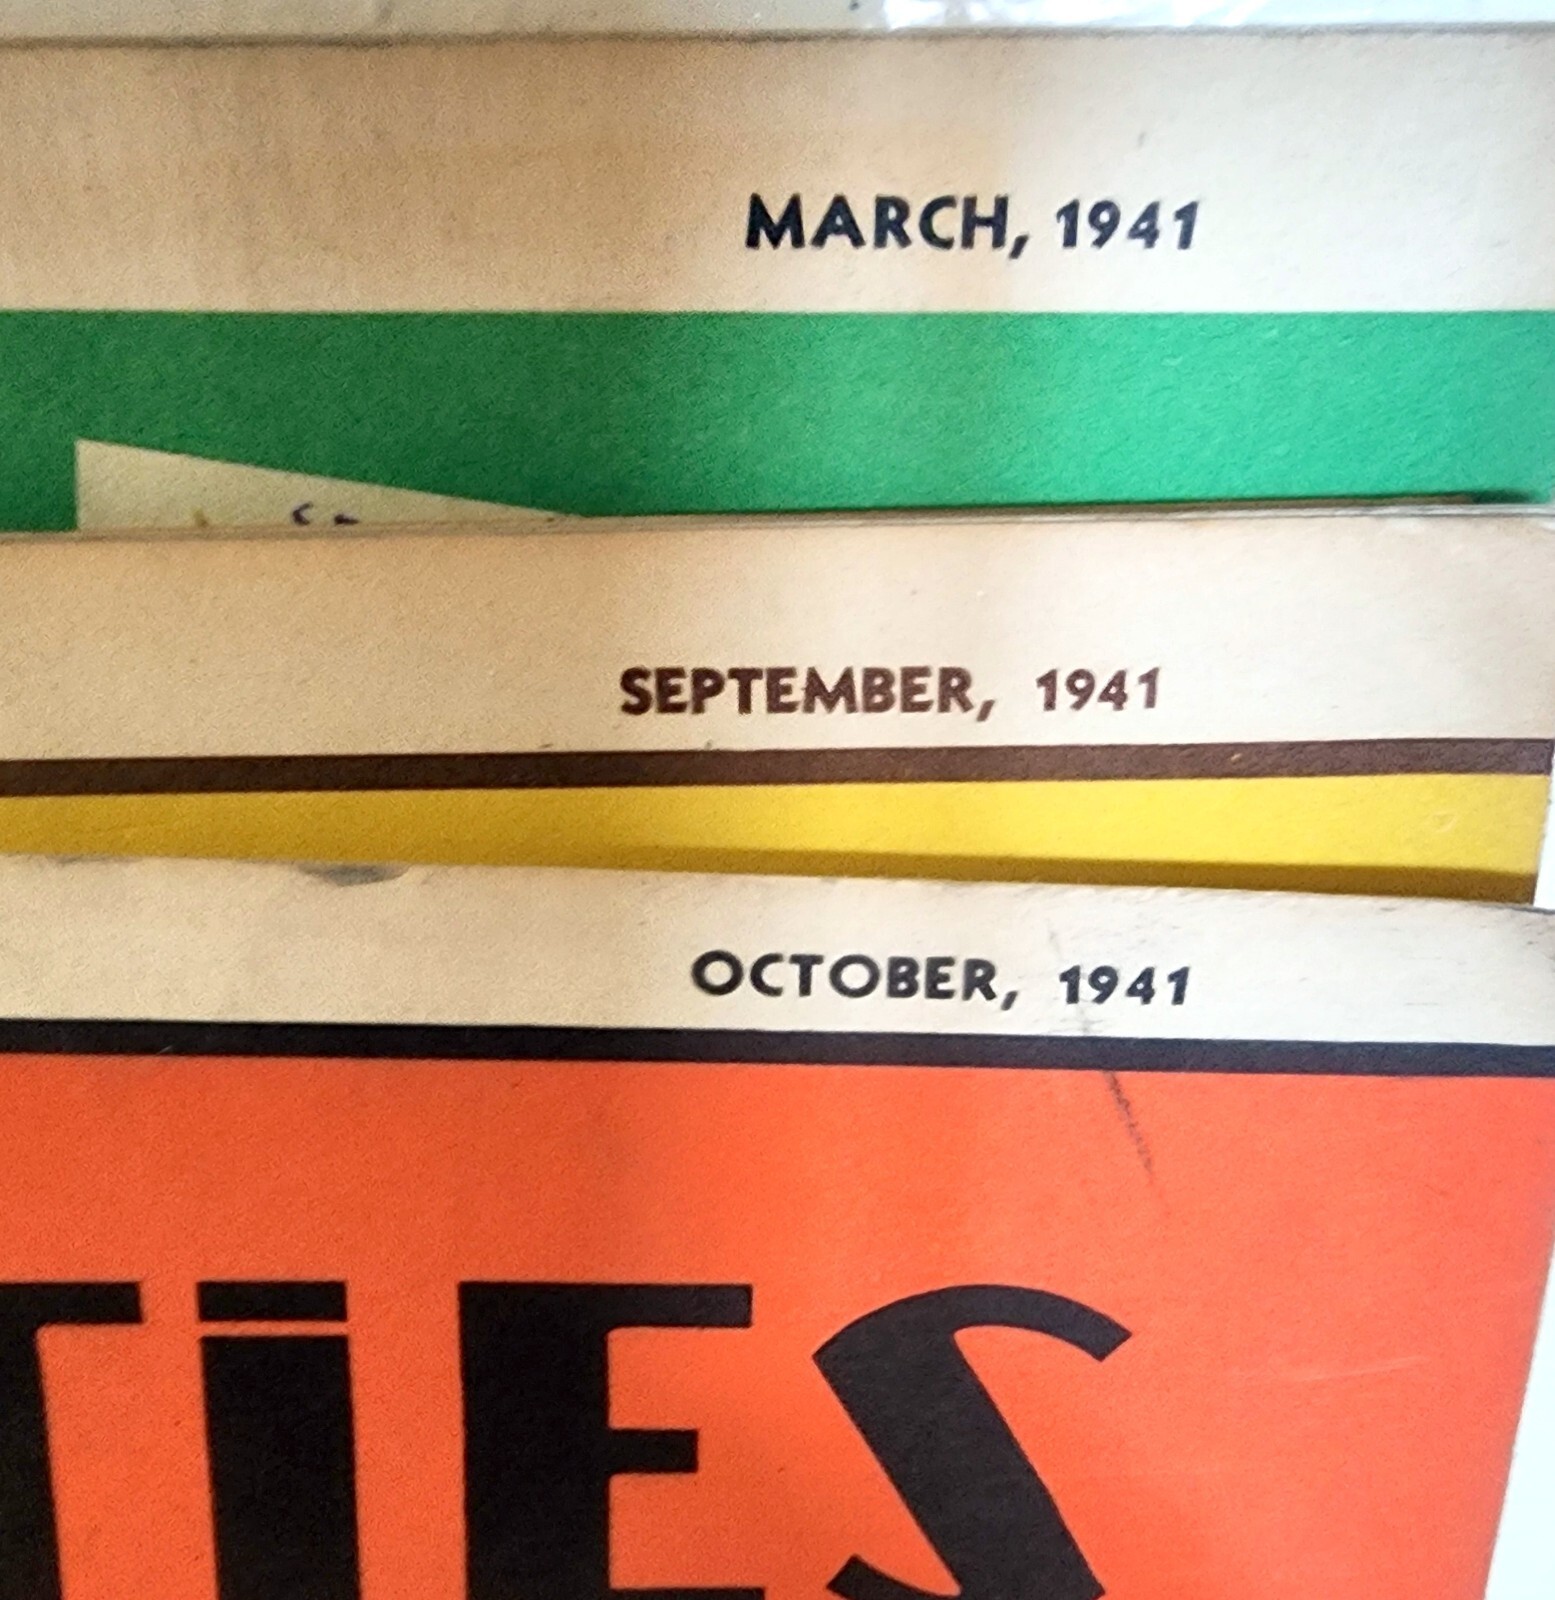 MARCH, 1941
SEPTEMBER, 1941
OCTOBER, 1941
TiES